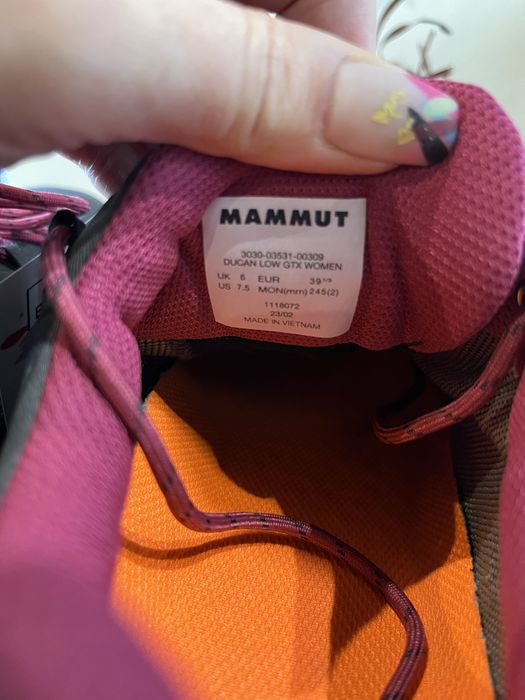 MAMMUT
3030-03531-00309
DUCAN LOW GTX WOMEN
UK 6 EUR 39 1/3
US 7.5 MON(mm) 245(2)
1118072
23/02
MADE IN VIETNAM